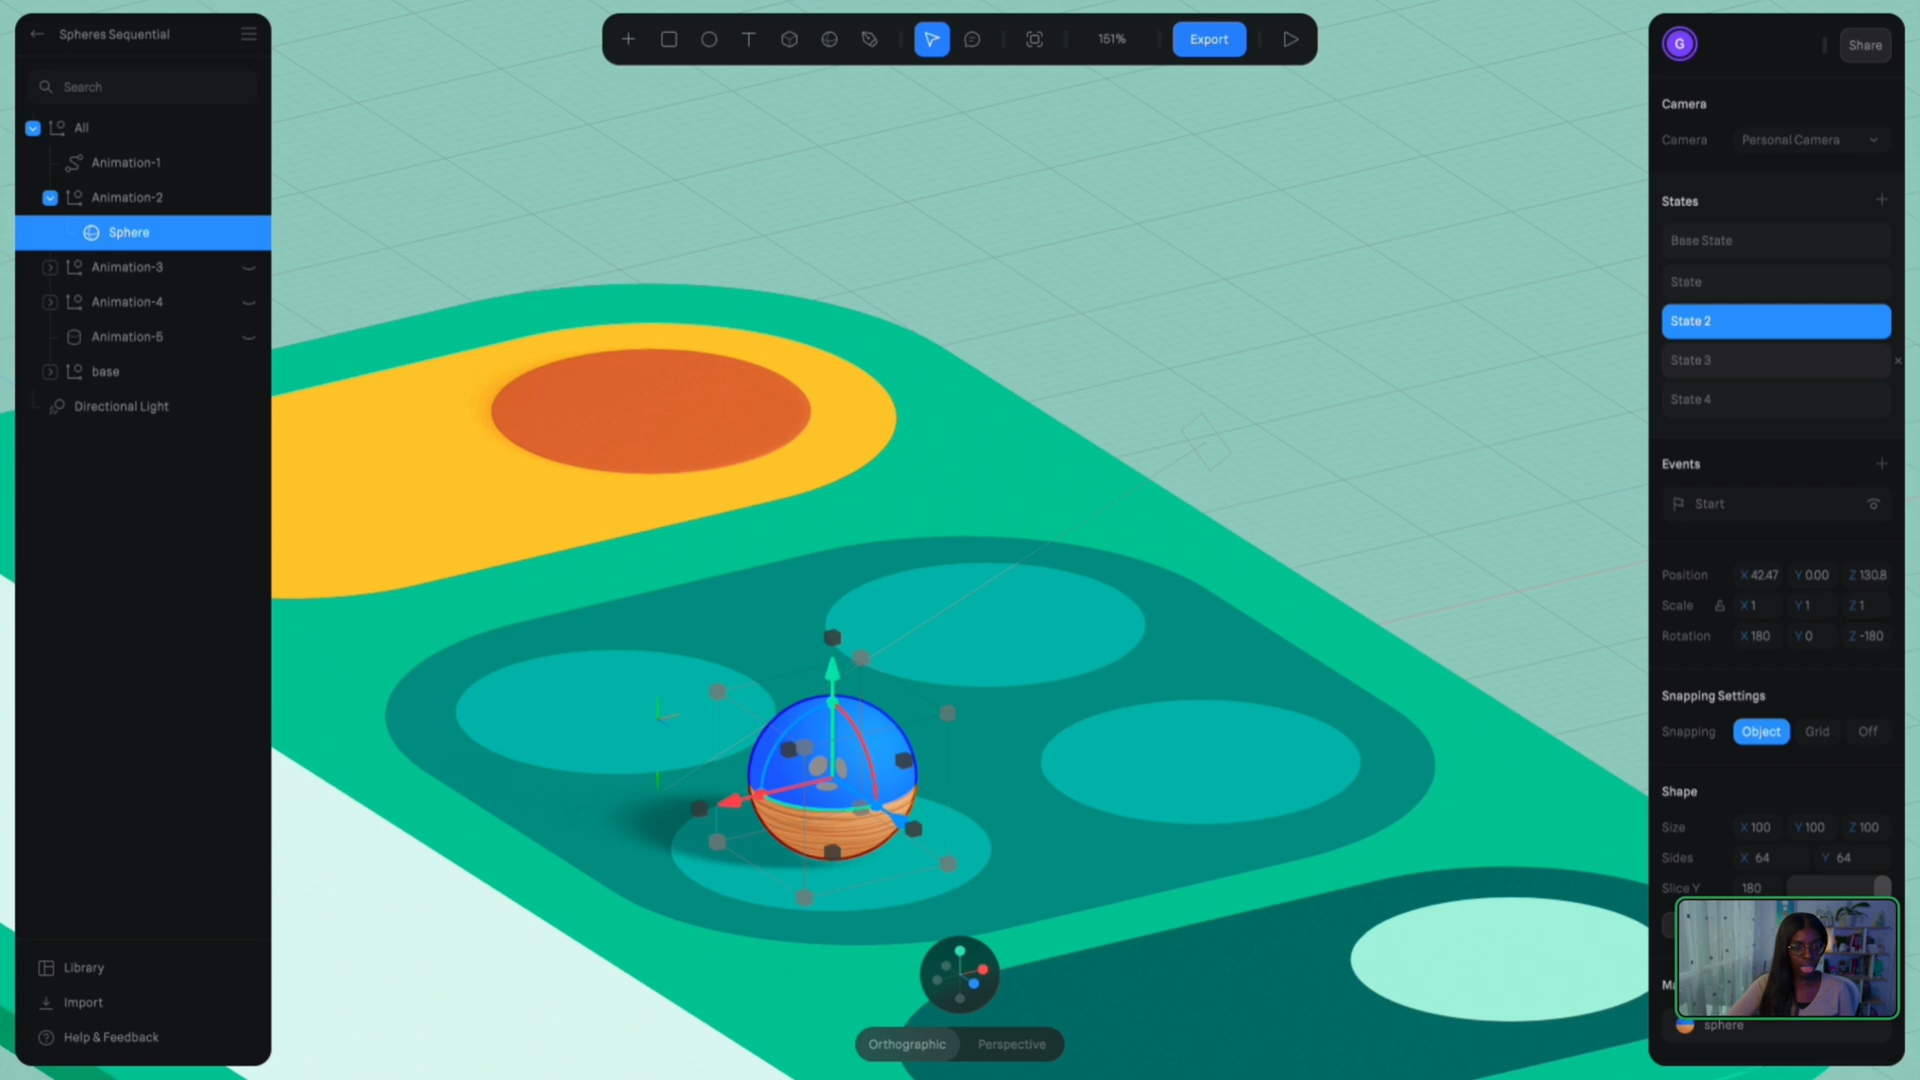 Spheres Sequential
Search
All
Animation-1
Animation-2
Sphere
Animation-3
Animation-4
Animation-5
base
Directional Light
Library
Import
Help & Feedback
T
151%
Export
Orthographic
Perspective
G
Share
Camera
Camera Personal Camera
States
Base State
State
State 2
State 3
State 4
Events
Start
Position X 42.47 Y 0.00 Z 130.8
Scale X 1 Y 1 Z 1
Rotation X 180 Y 0 Z -180
Snapping Settings
Snapping Object Grid Off
Shape
Size X 100 Y 100 Z 100
Sides X 64 Y 64
Slice Y 180
sphere